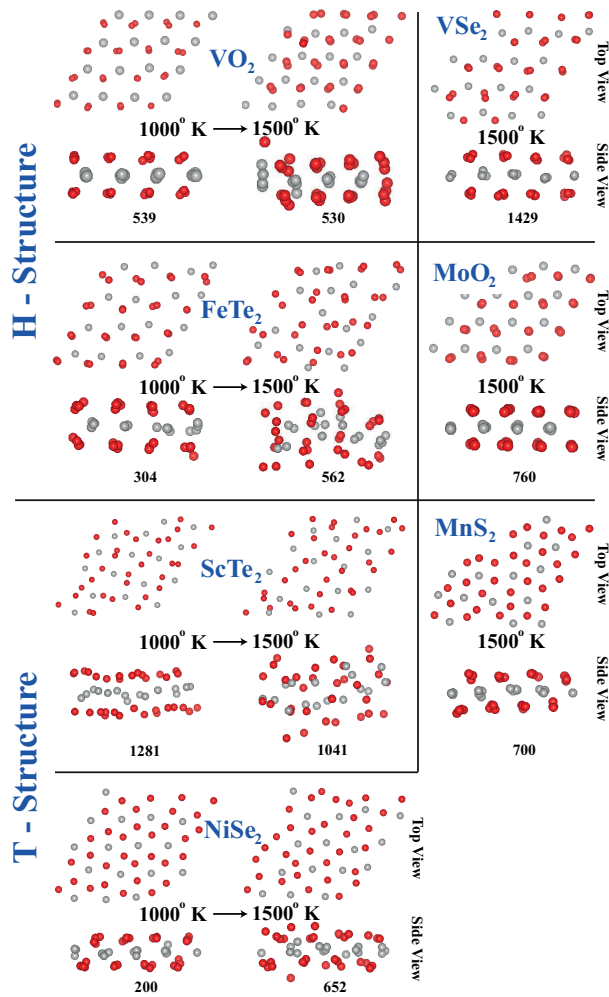 H - Structure
VO2
1000° K → 1500° K
539
530
VSe2
1500° K
1429
Top View
Side View
FeTe2
1000° K → 1500° K
304
562
MoO2
1500° K
760
Top View
Side View
T - Structure
ScTe2
1000° K → 1500° K
1281
1041
MnS2
1500° K
700
Top View
Side View
NiSe2
1000° K → 1500° K
200
652
Top View
Side View